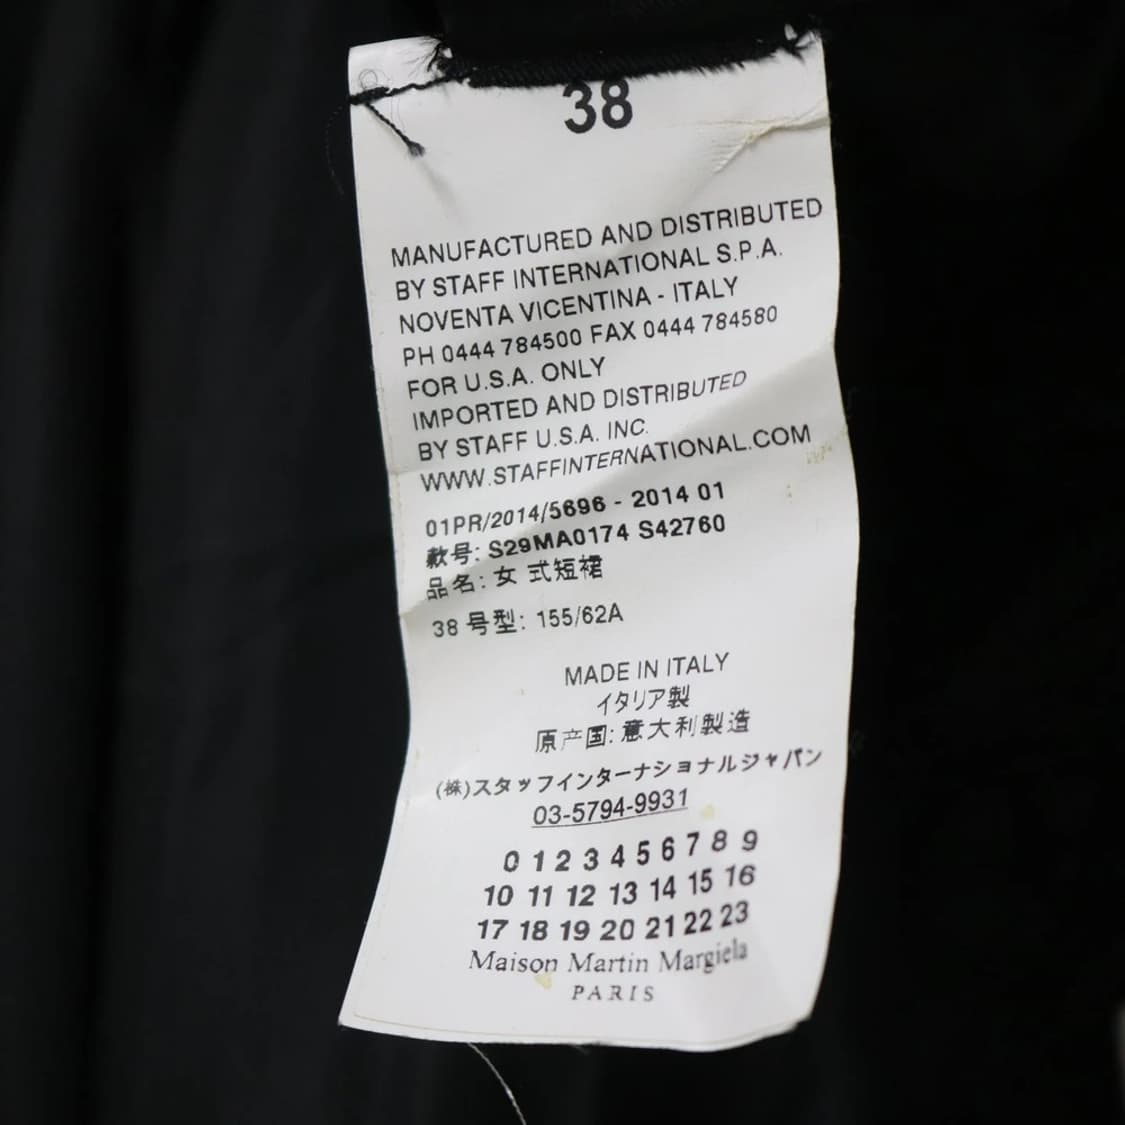 38
MANUFACTURED AND DISTRIBUTED
BY STAFF INTERNATIONAL S.P.A.
NOVENTA VICENTINA - ITALY
PH 0444 784500 FAX 0444 784580
FOR U.S.A. ONLY
IMPORTED AND DISTRIBUTED
BY STAFF U.S.A. INC.
WWW.STAFFINTERNATIONAL.COM
01PR/2014/5696 - 2014 01
款号: S29MA0174 S42760
品名: 女 式短裙
38 号型: 155/62A
MADE IN ITALY
イタリア製
原产国: 意大利製造
(株)スタッフインターナショナルジャパン
03-5794-9931
0 1 2 3 4 5 6 7 8 9
10 11 12 13 14 15 16
17 18 19 20 21 22 23
Maison Martin Margiela
PARIS